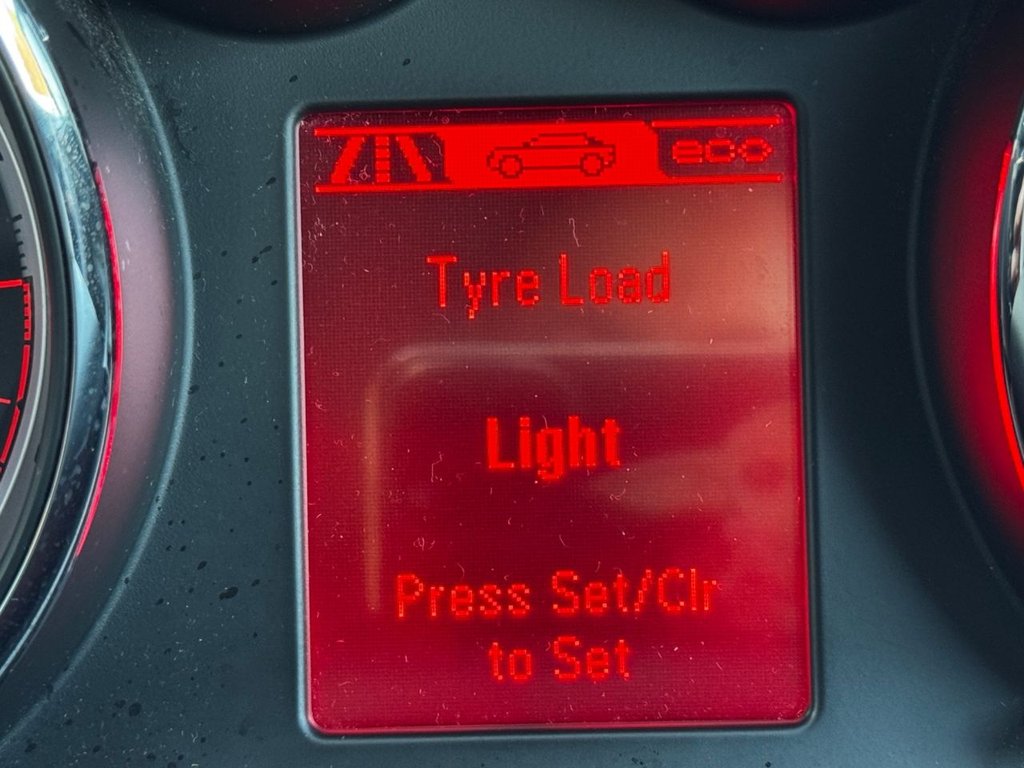 eco
Tyre Load
Light
Press Set/Clr
to Set